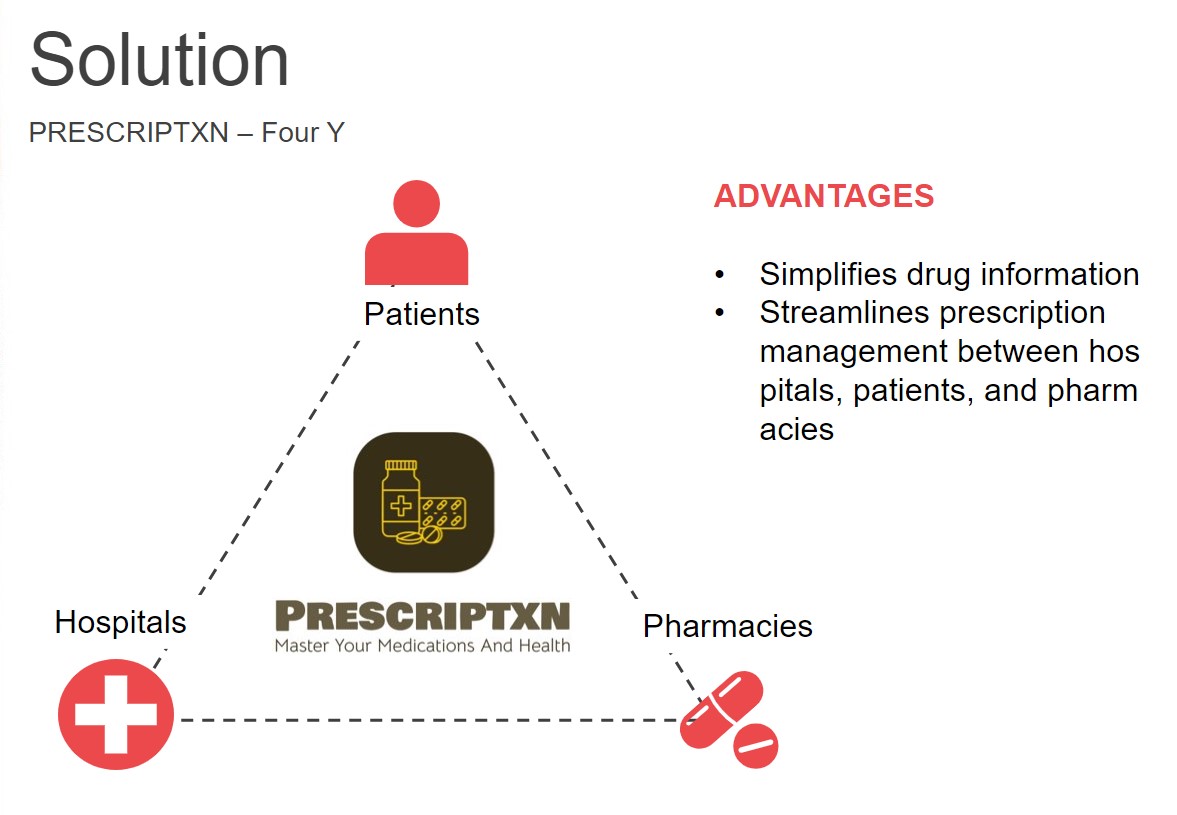 Solution
PRESCRIPTXN – Four Y
Patients
ADVANTAGES
• Simplifies drug information
• Streamlines prescription
management between hos
pitals, patients, and pharm
acies
Hospitals
PRESCRIPTXN
Master Your Medications And Health
Pharmacies